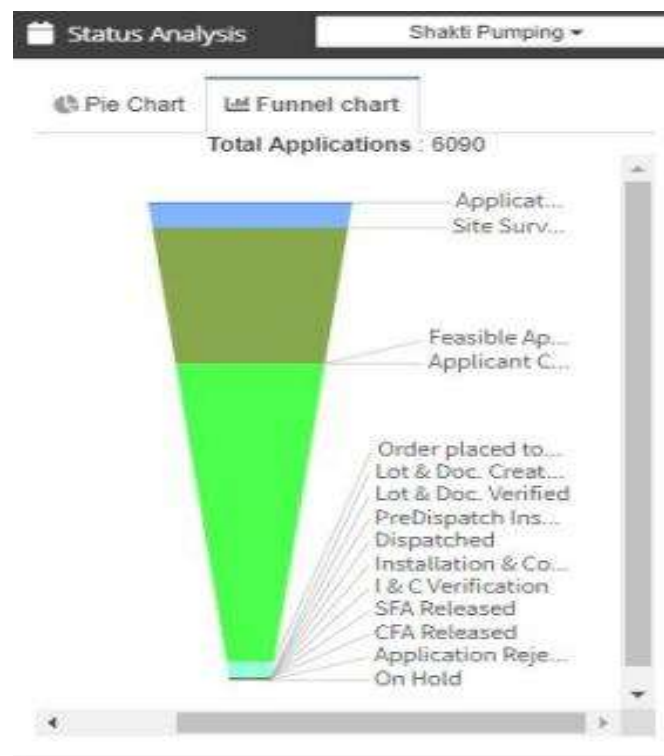 Status Analysis
Shakti Pumping
Pie Chart
Funnel chart
Total Applications : 6090
Applicat...
Site Surv...
Feasible Ap...
Applicant C...
Order placed to...
Lot & Doc. Creat...
Lot & Doc. Verified
PreDispatch Ins...
Dispatched
Installation & Co...
I & C Verification
SFA Released
CFA Released
Application Reje...
On Hold